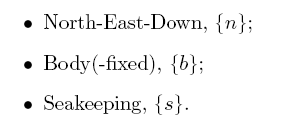 • North-East-Down, {n};
• Body(-fixed), {b};
• Seakeeping, {s}.